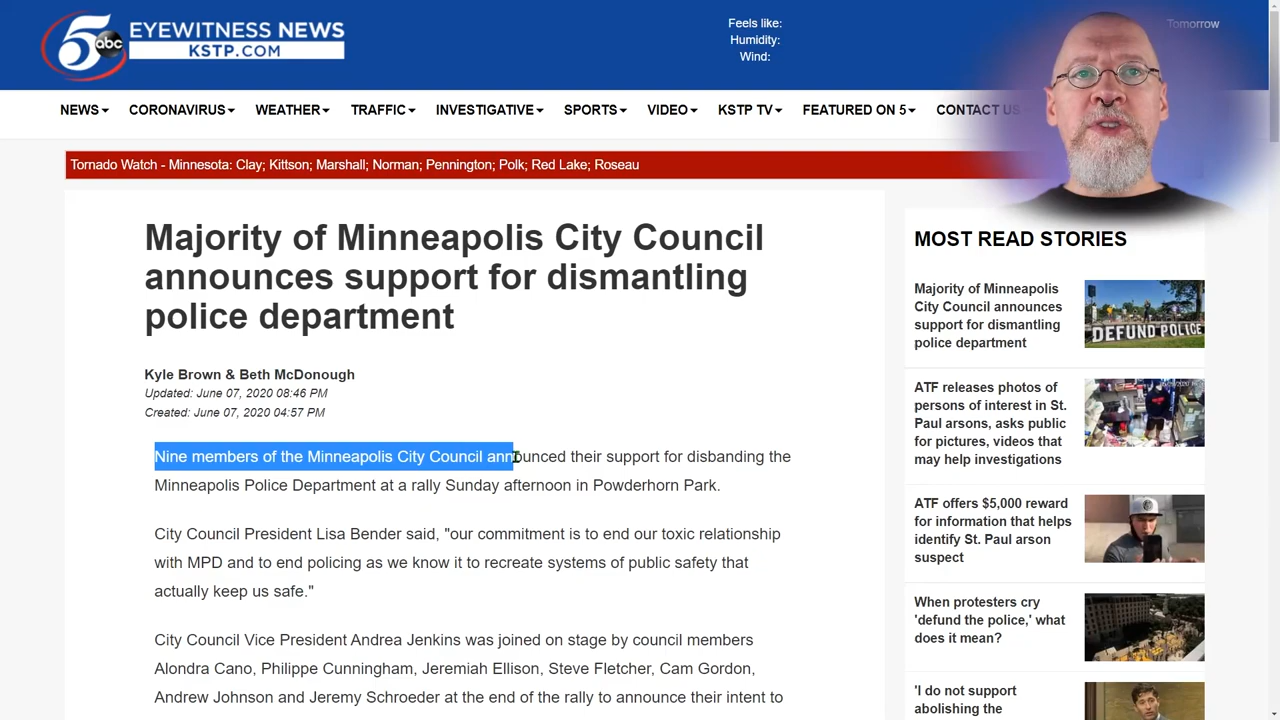 5
abc
EYEWITNESS NEWS
KSTP.COM
Feels like:
Humidity:
Wind:
Tomorrow
NEWS CORONAVIRUS WEATHER TRAFFIC INVESTIGATIVE SPORTS VIDEO KSTP TV FEATURED ON 5 CONTACT US
Tornado Watch - Minnesota: Clay; Kittson; Marshall; Norman; Pennington; Polk; Red Lake; Roseau
Majority of Minneapolis City Council
announces support for dismantling
police department
Kyle Brown & Beth McDonough
Updated: June 07, 2020 08:46 PM
Created: June 07, 2020 04:57 PM
Nine members of the Minneapolis City Council announced their support for disbanding the
Minneapolis Police Department at a rally Sunday afternoon in Powderhorn Park.
City Council President Lisa Bender said, "our commitment is to end our toxic relationship
with MPD and to end policing as we know it to recreate systems of public safety that
actually keep us safe."
City Council Vice President Andrea Jenkins was joined on stage by council members
Alondra Cano, Philippe Cunningham, Jeremiah Ellison, Steve Fletcher, Cam Gordon,
Andrew Johnson and Jeremy Schroeder at the end of the rally to announce their intent to
MOST READ STORIES
Majority of Minneapolis
City Council announces
support for dismantling
police department
DEFUND POLICE
ATF releases photos of
persons of interest in St.
Paul arsons, asks public
for pictures, videos that
may help investigations
ATF offers $5,000 reward
for information that helps
identify St. Paul arson
suspect
When protesters cry
'defund the police,' what
does it mean?
'I do not support
abolishing the